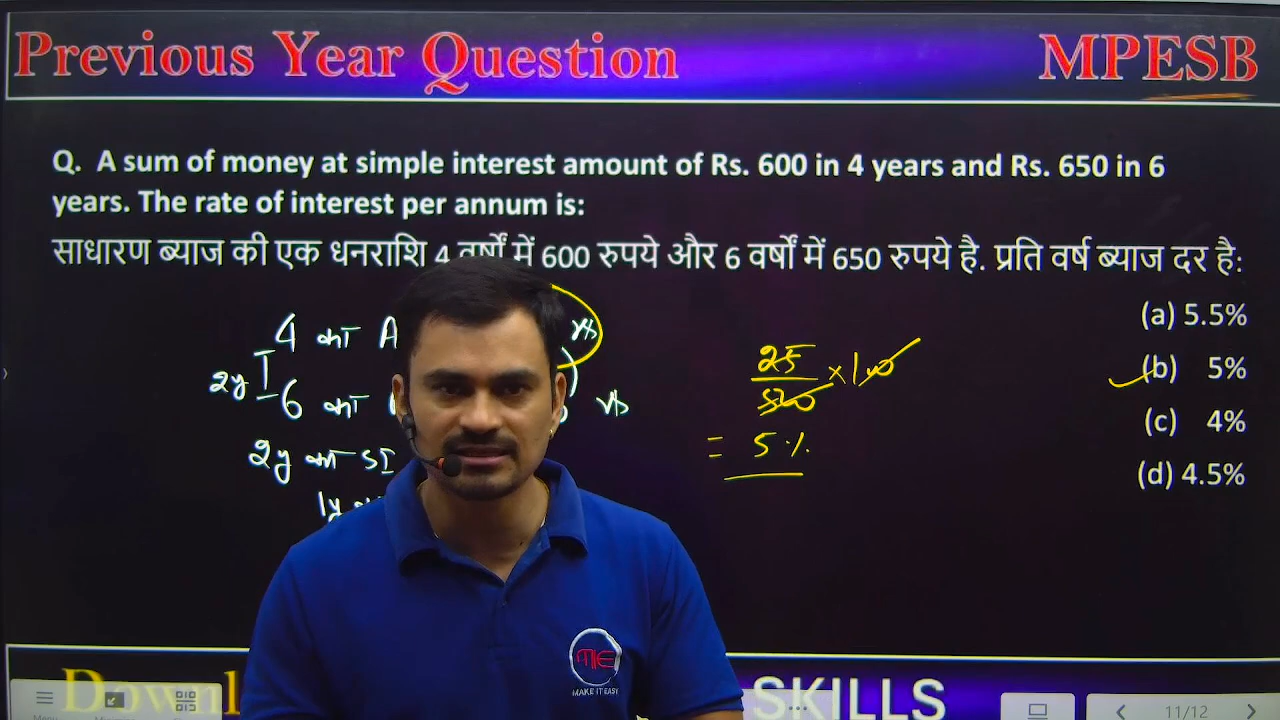 Previous Year Question MPESB
Q. A sum of money at simple interest amount of Rs. 600 in 4 years and Rs. 650 in 6
years. The rate of interest per annum is:
साधारण ब्याज की एक धनराशि 4 वर्षों में 600 रुपये और 6 वर्षों में 650 रुपये है. प्रति वर्ष ब्याज दर है:
(a) 5.5%
(b) 5%
(c) 4%
(d) 4.5%
4 का A
2y
6 का
2y का SI
1y
25
500 × 100
= 5%
MIE
MAKE IT EASY
Downl
SKILLS
11/12